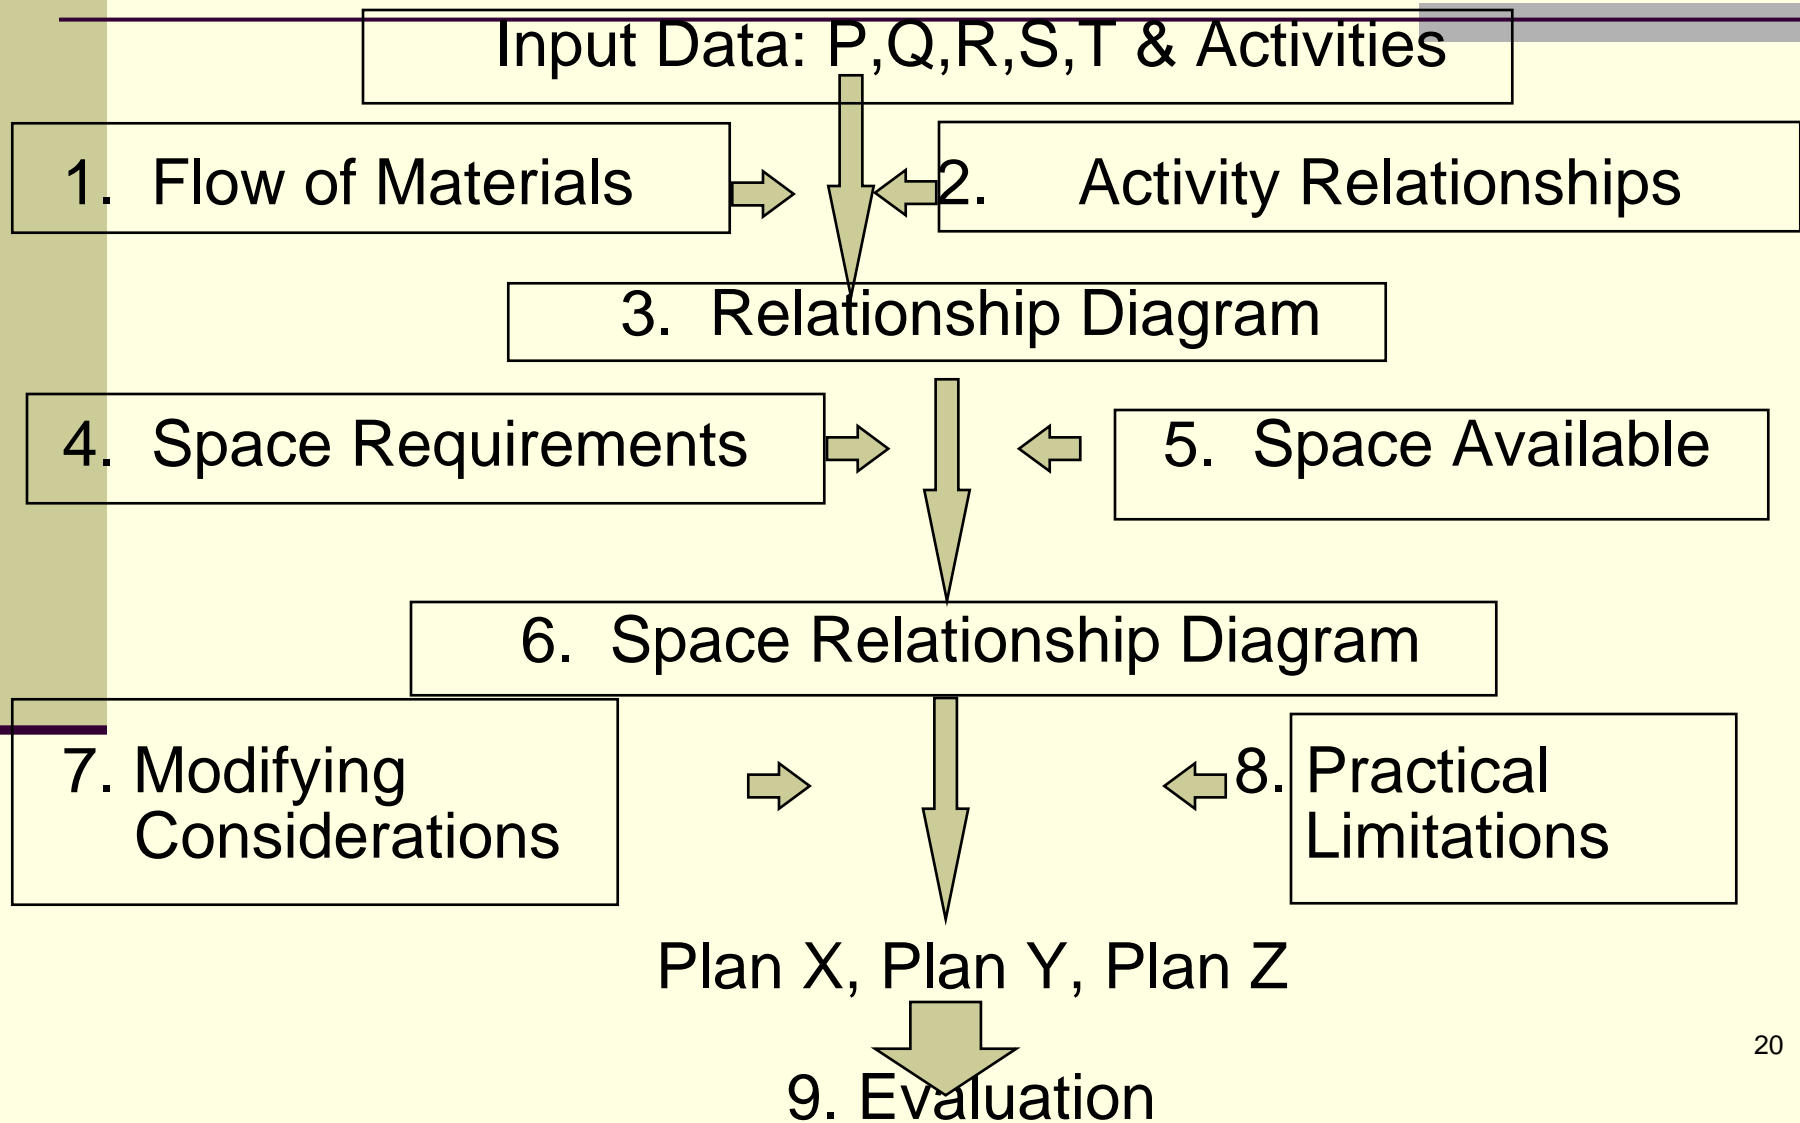 Input Data: P,Q,R,S,T & Activities
1. Flow of Materials
2. Activity Relationships
3. Relationship Diagram
4. Space Requirements
5. Space Available
6. Space Relationship Diagram
7. Modifying
Considerations
8. Practical
Limitations
Plan X, Plan Y, Plan Z
20
9. Evaluation